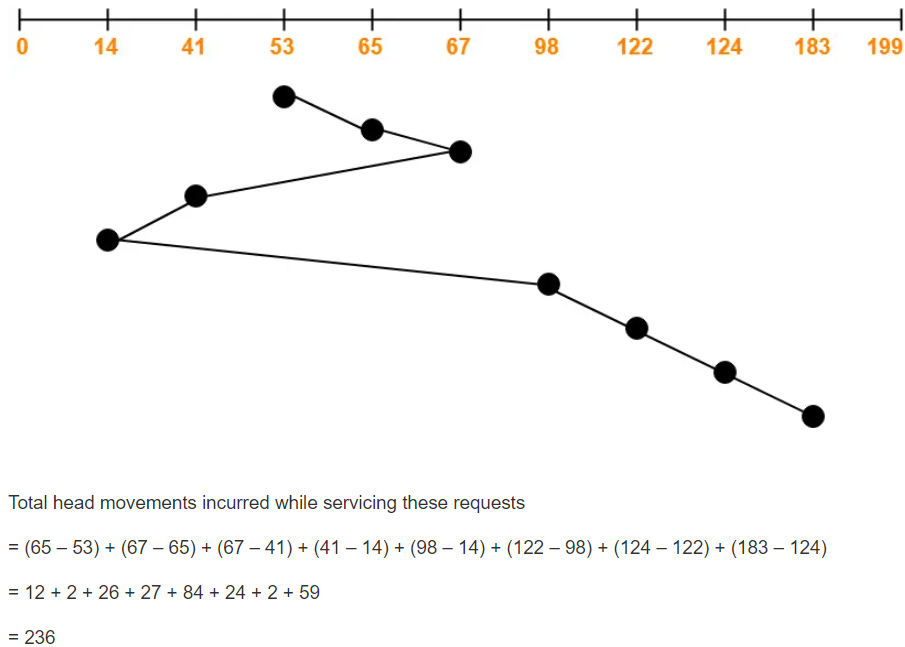 0 14 41 53 65 67 98 122 124 183 199
Total head movements incurred while servicing these requests
= (65 – 53) + (67 – 65) + (67 – 41) + (41 – 14) + (98 – 14) + (122 – 98) + (124 – 122) + (183 – 124)
= 12 + 2 + 26 + 27 + 84 + 24 + 2 + 59
= 236